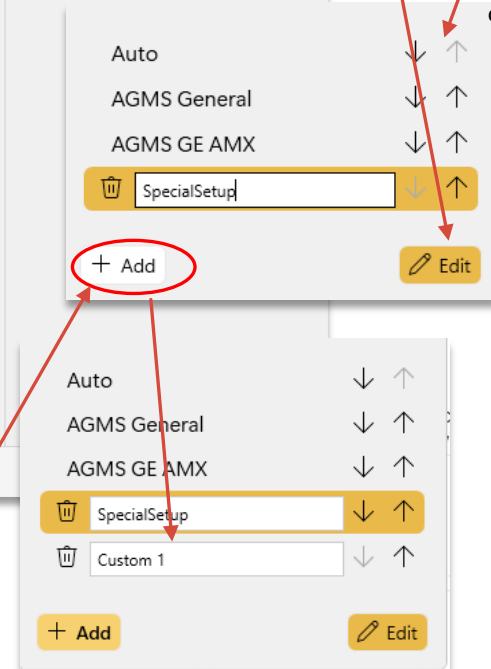 Auto
AGMS General
AGMS GE AMX
SpecialSetup
+ Add
Edit
Auto
AGMS General
AGMS GE AMX
SpecialSetup
Custom 1
+ Add
Edit